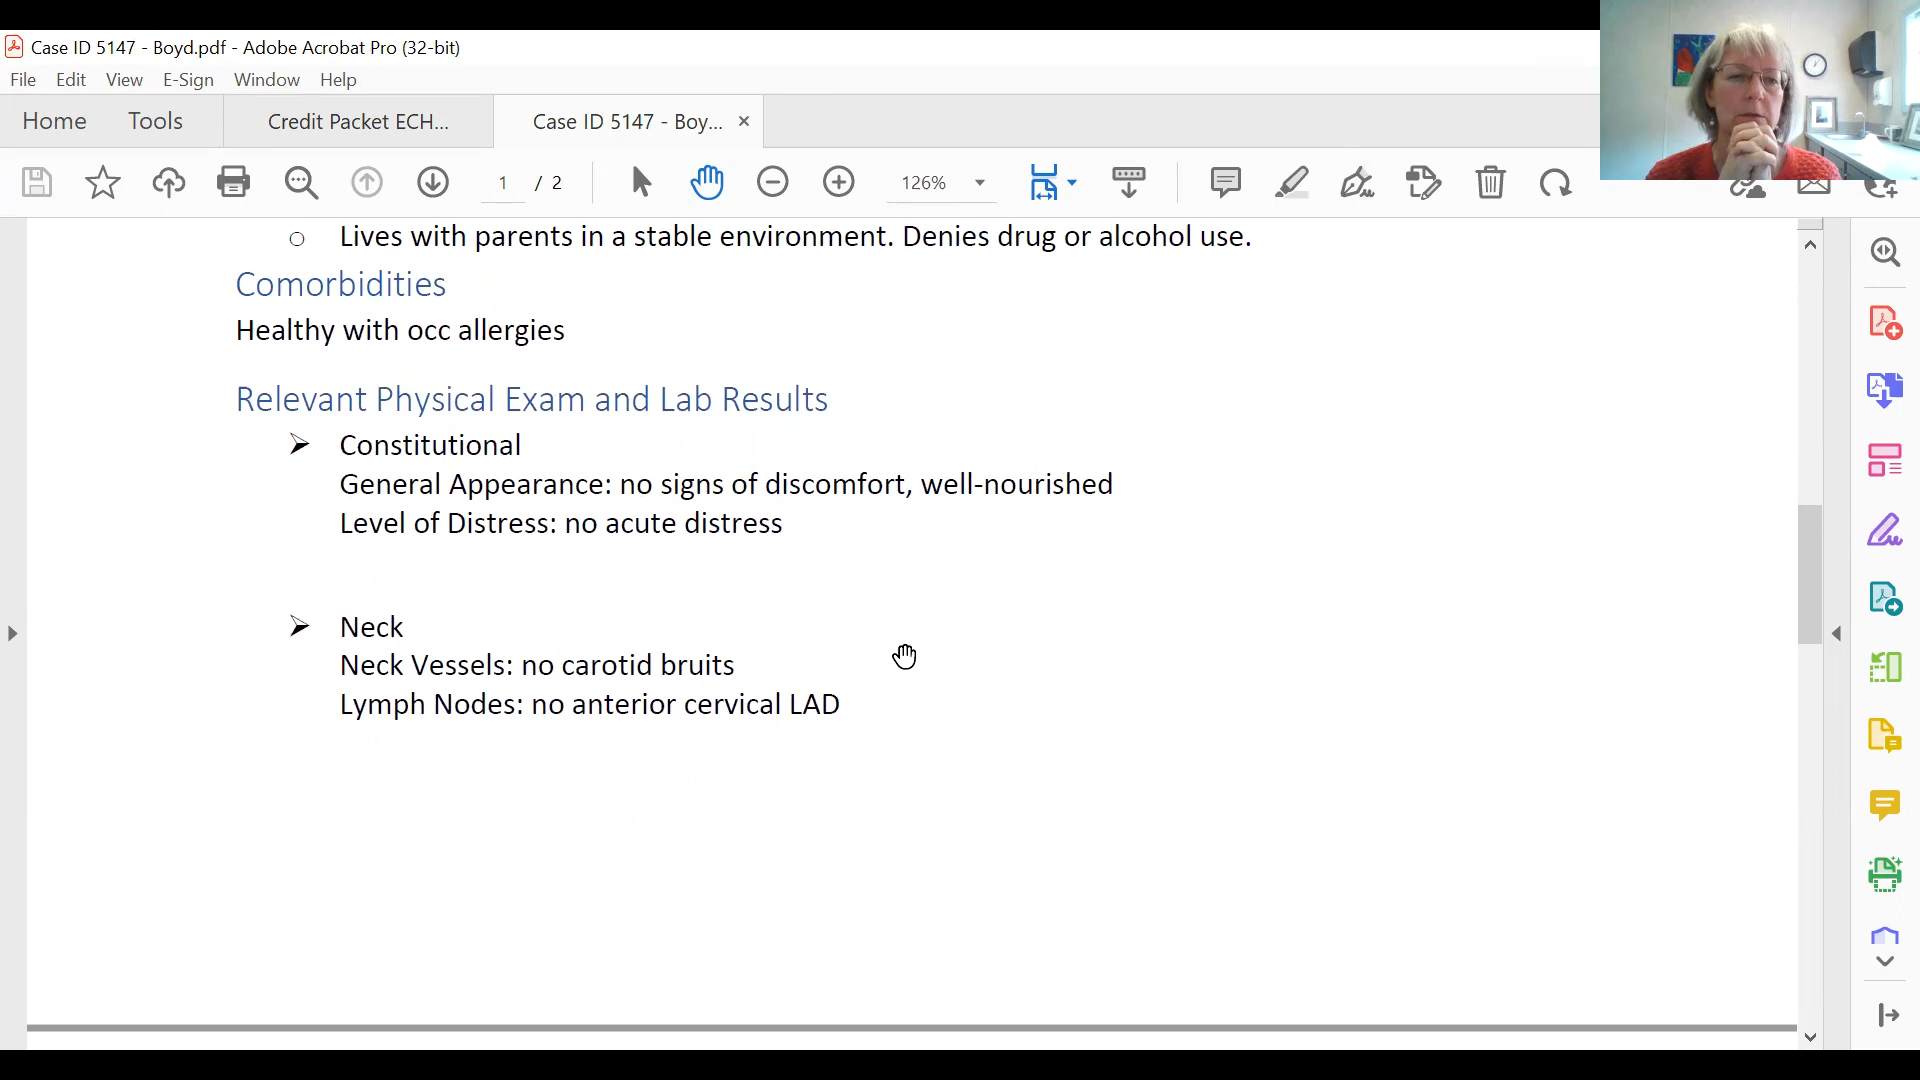 Case ID 5147 - Boyd.pdf - Adobe Acrobat Pro (32-bit)
File Edit View E-Sign Window Help
Home Tools Credit Packet ECH... Case ID 5147 - Boy... ×
1 / 2 126%
○ Lives with parents in a stable environment. Denies drug or alcohol use.
Comorbidities
Healthy with occ allergies
Relevant Physical Exam and Lab Results
➢ Constitutional
General Appearance: no signs of discomfort, well-nourished
Level of Distress: no acute distress
➢ Neck
Neck Vessels: no carotid bruits
Lymph Nodes: no anterior cervical LAD